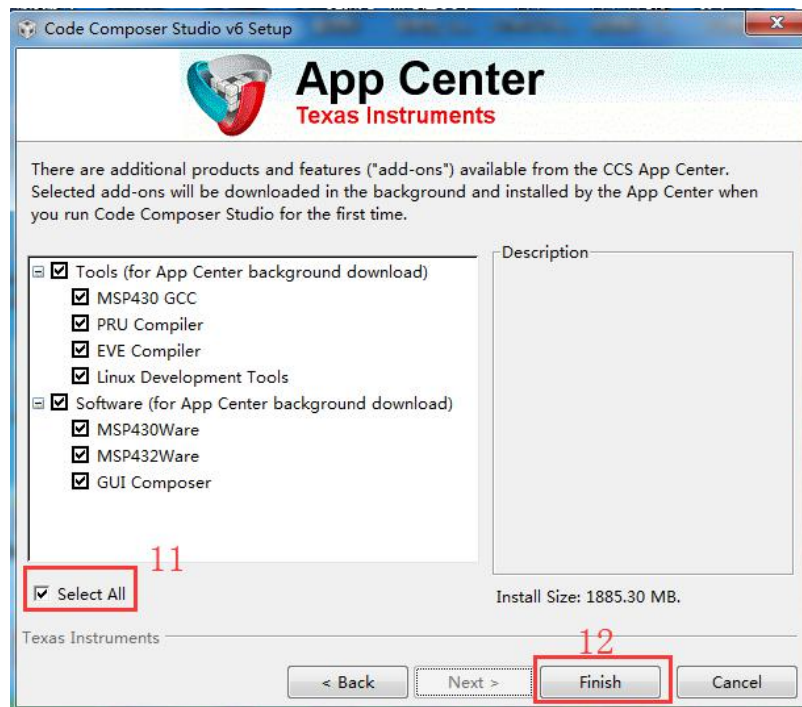 Code Composer Studio v6 Setup
App Center
Texas Instruments
There are additional products and features ("add-ons") available from the CCS App Center.
Selected add-ons will be downloaded in the background and installed by the App Center when
you run Code Composer Studio for the first time.
Description
Tools (for App Center background download)
MSP430 GCC
PRU Compiler
EVE Compiler
Linux Development Tools
Software (for App Center background download)
MSP430Ware
MSP432Ware
GUI Composer
11
Select All
Install Size: 1885.30 MB.
Texas Instruments
12
< Back
Next >
Finish
Cancel